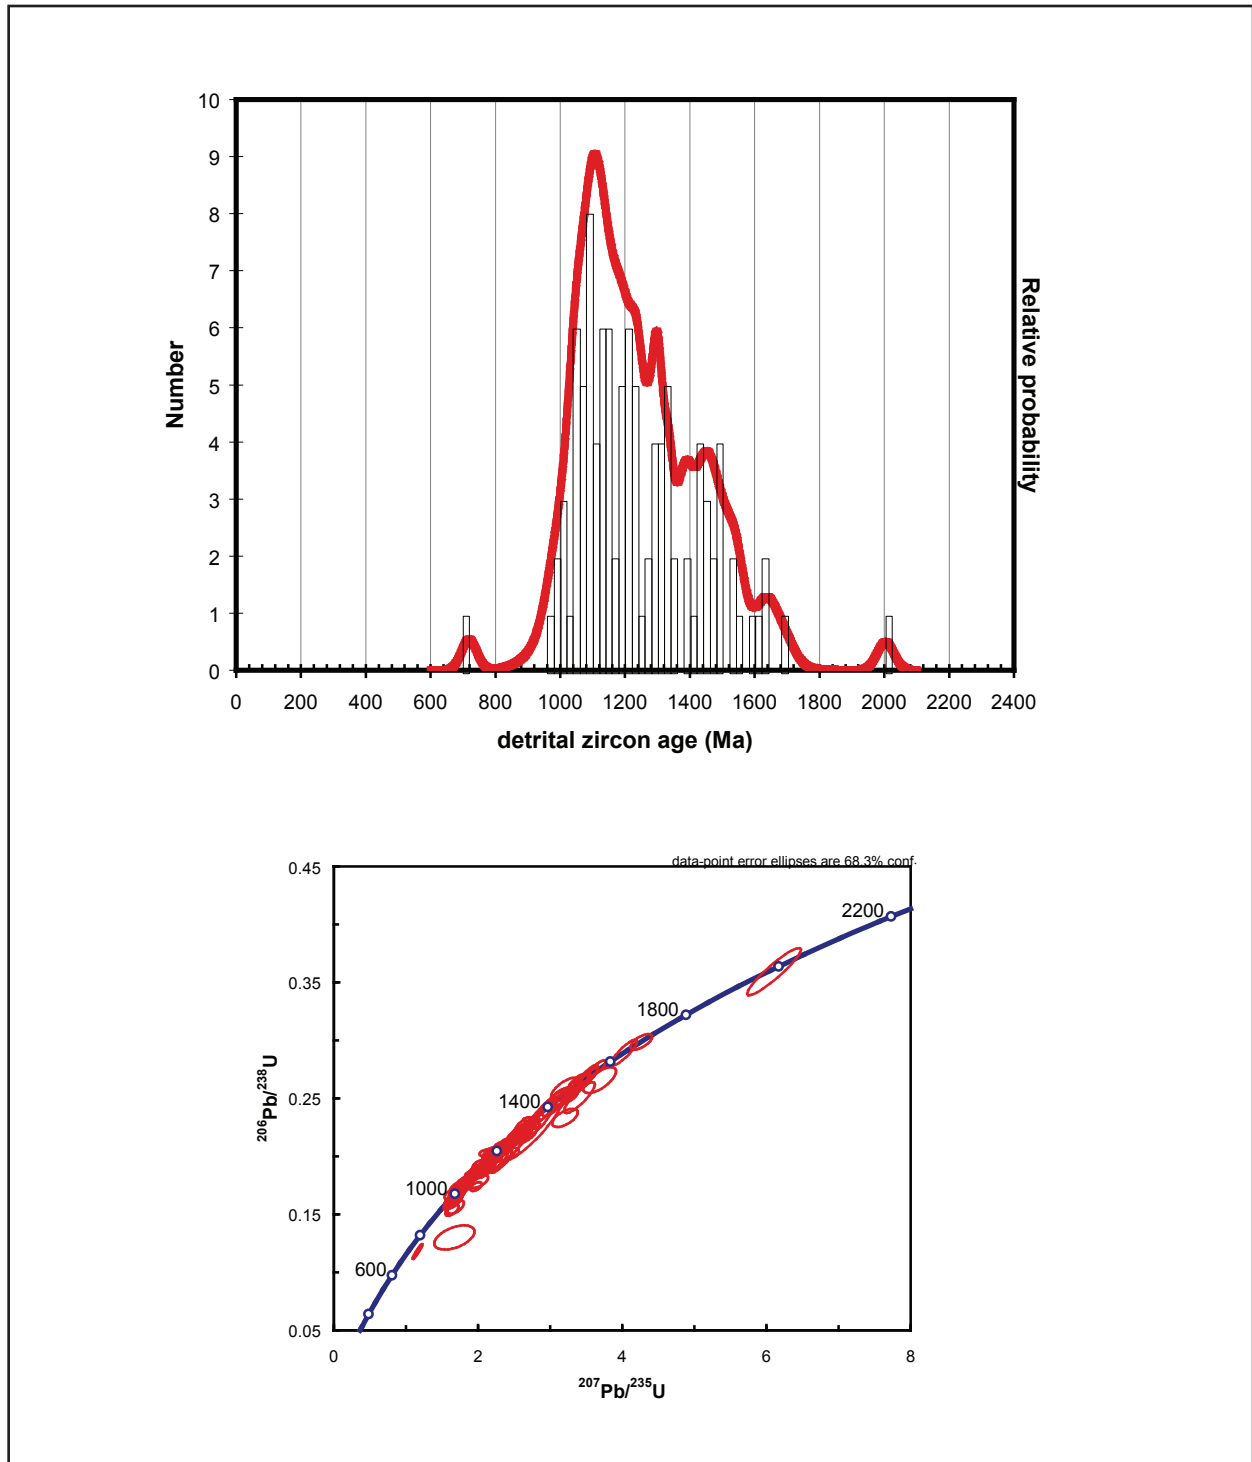 10
9
8
7
6
5
4
3
2
1
0
Number
Relative probability
0 200 400 600 800 1000 1200 1400 1600 1800 2000 2200 2400
detrital zircon age (Ma)
data-point error ellipses are 68.3% conf.
0.45
0.35
0.25
0.15
0.05
206Pb/238U
2200
1800
1400
1000
600
0 2 4 6 8
207Pb/235U